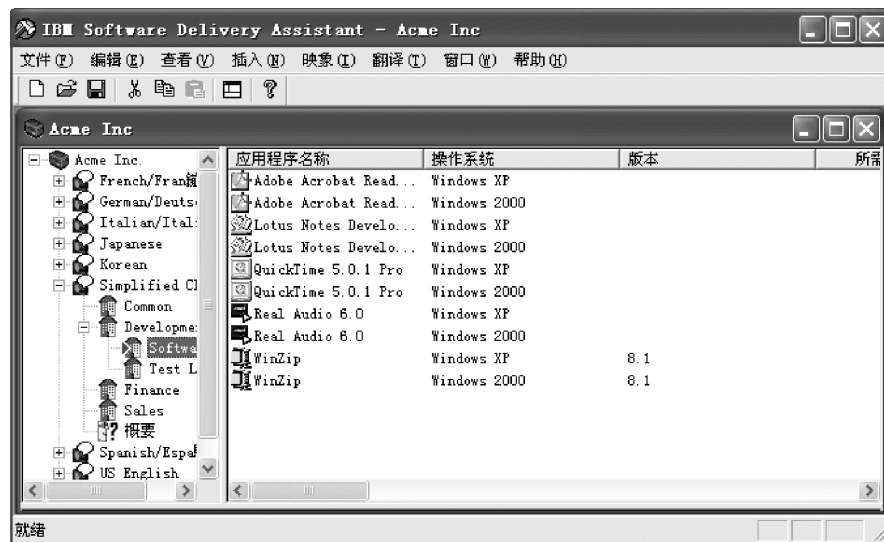 IBM Software Delivery Assistant - Acme Inc
文件(F) 编辑(E) 查看(V) 插入(N) 映象(I) 翻译(T) 窗口(W) 帮助(H)
Acme Inc
Acme Inc.
French/Fran
German/Deuts
Italian/Ital
Japanese
Korean
Simplified C
Common
Developme
Softwa
Test L
Finance
Sales
概要
Spanish/Espa
US English
应用程序名称 操作系统 版本 所需
Adobe Acrobat Read... Windows XP
Adobe Acrobat Read... Windows 2000
Lotus Notes Develo... Windows XP
Lotus Notes Develo... Windows 2000
QuickTime 5.0.1 Pro Windows XP
QuickTime 5.0.1 Pro Windows 2000
Real Audio 6.0 Windows XP
Real Audio 6.0 Windows 2000
WinZip Windows XP 8.1
WinZip Windows 2000 8.1
就绪